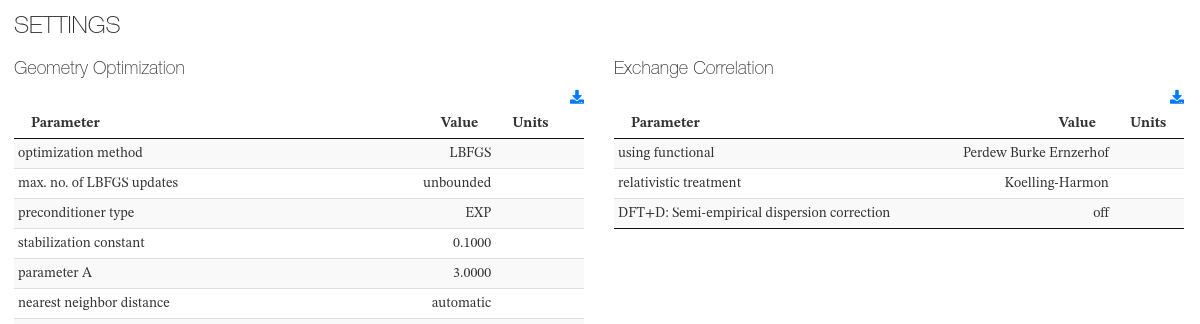 SETTINGS
Geometry Optimization
Parameter Value Units
optimization method LBFGS
max. no. of LBFGS updates unbounded
preconditioner type EXP
stabilization constant 0.1000
parameter A 3.0000
nearest neighbor distance automatic
Exchange Correlation
Parameter Value Units
using functional Perdew Burke Ernzerhof
relativistic treatment Koelling-Harmon
DFT+D: Semi-empirical dispersion correction off